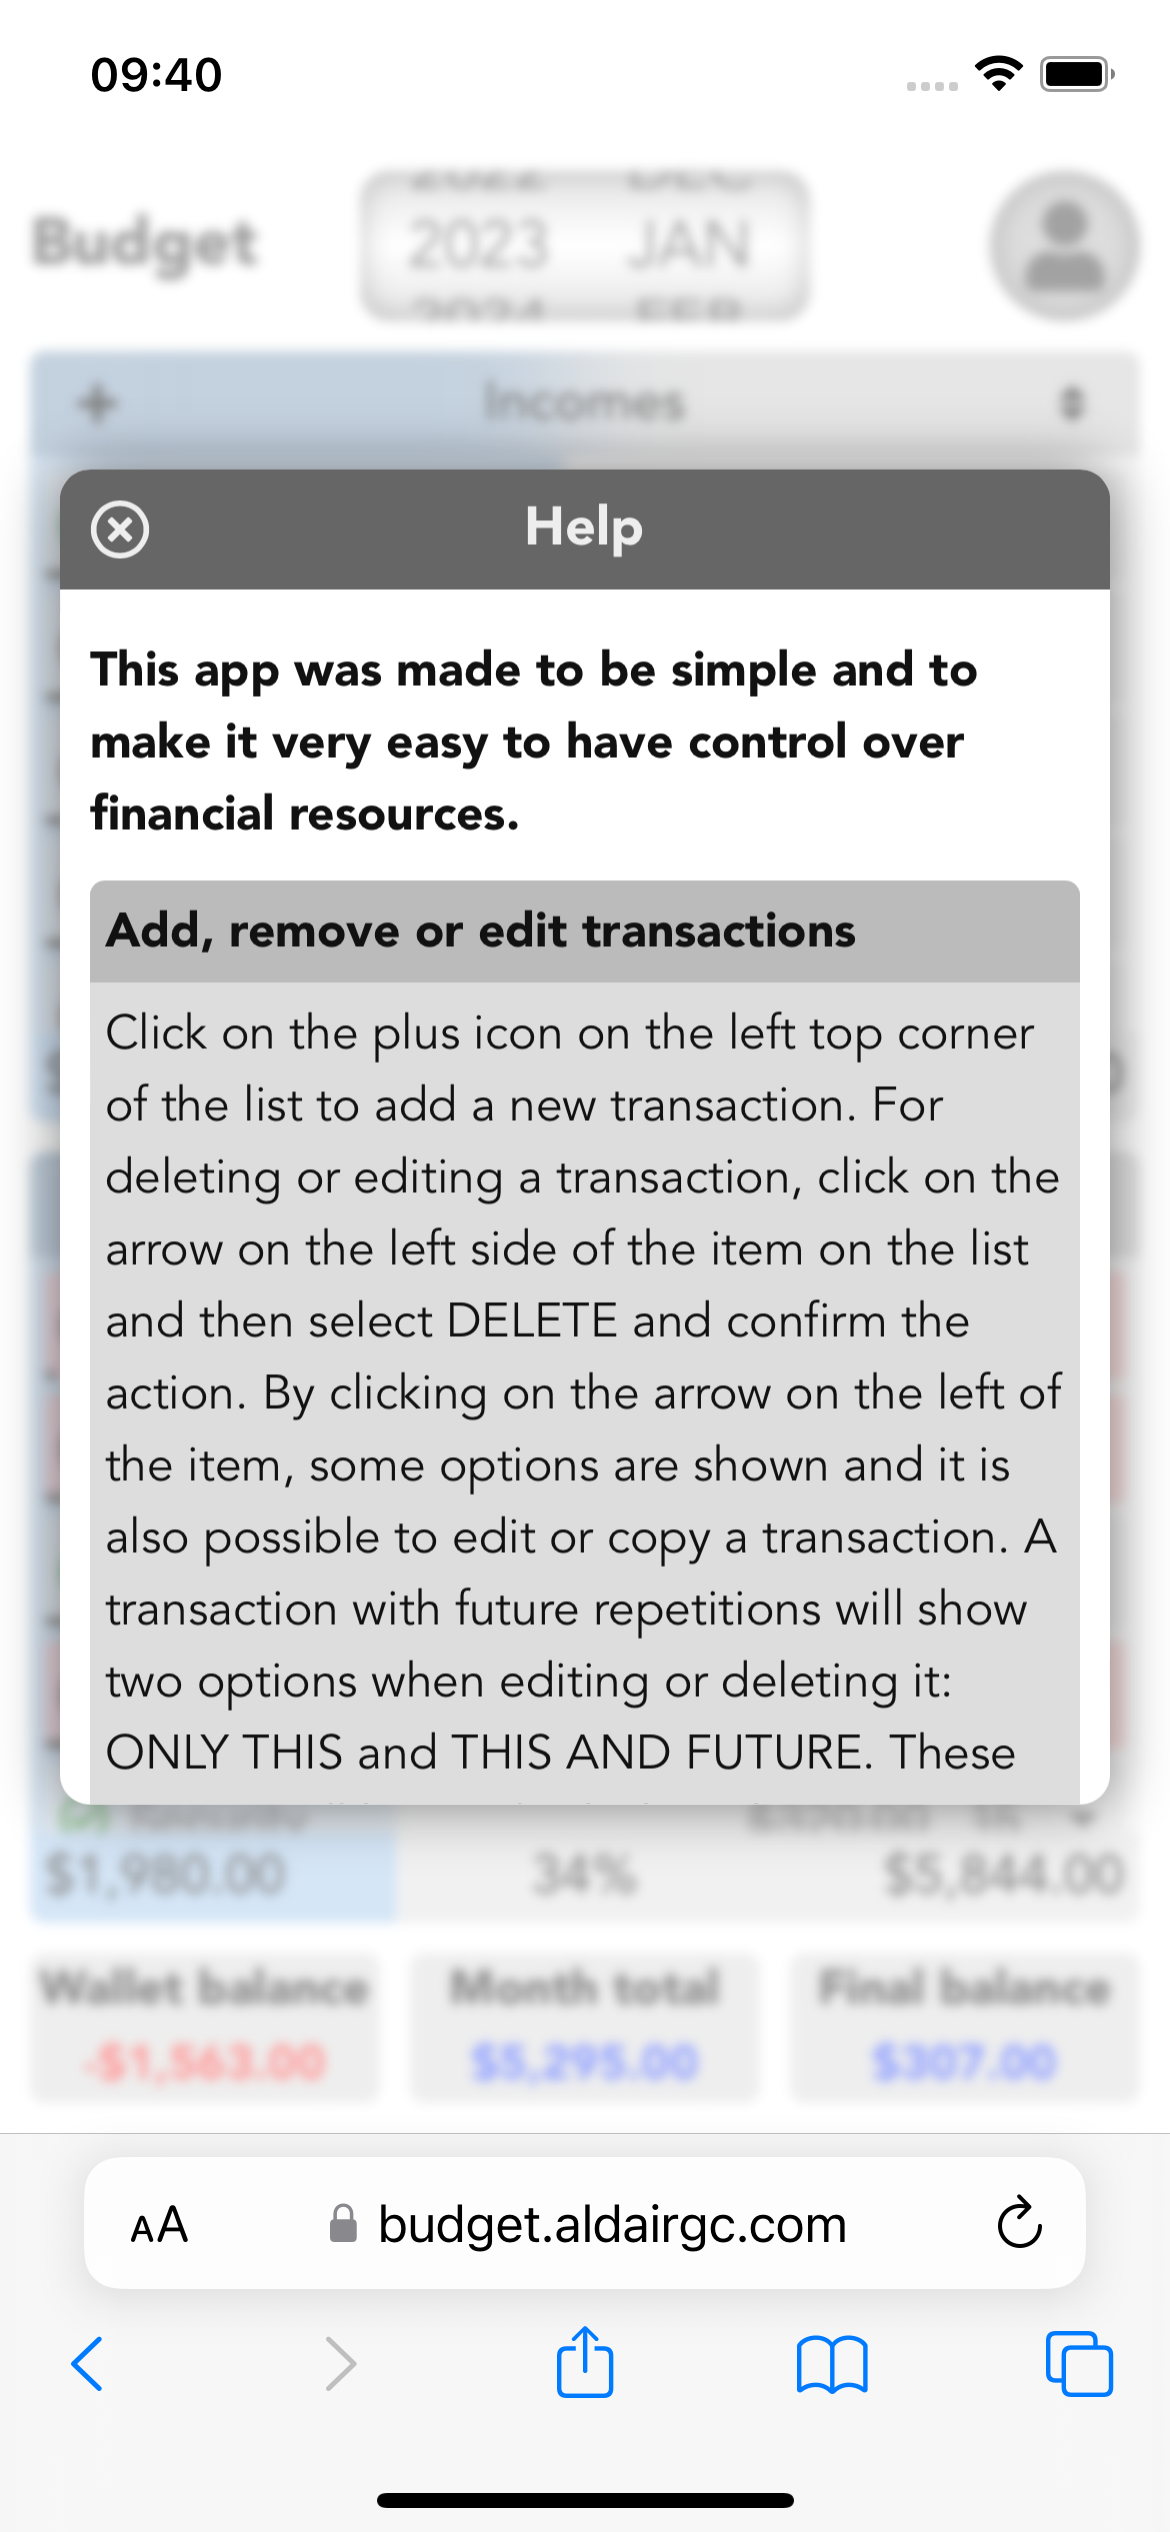 09:40
Budget
2023 JAN
2024 FEB
Incomes
Help
This app was made to be simple and to
make it very easy to have control over
financial resources.
Add, remove or edit transactions
Click on the plus icon on the left top corner
of the list to add a new transaction. For
deleting or editing a transaction, click on the
arrow on the left side of the item on the list
and then select DELETE and confirm the
action. By clicking on the arrow on the left of
the item, some options are shown and it is
also possible to edit or copy a transaction. A
transaction with future repetitions will show
two options when editing or deleting it:
ONLY THIS and THIS AND FUTURE. These
$1,980.00 34% $5,844.00
Wallet balance Month total Final balance
-$1,563.00 $5,295.00 $307.00
AA budget.aldairgc.com